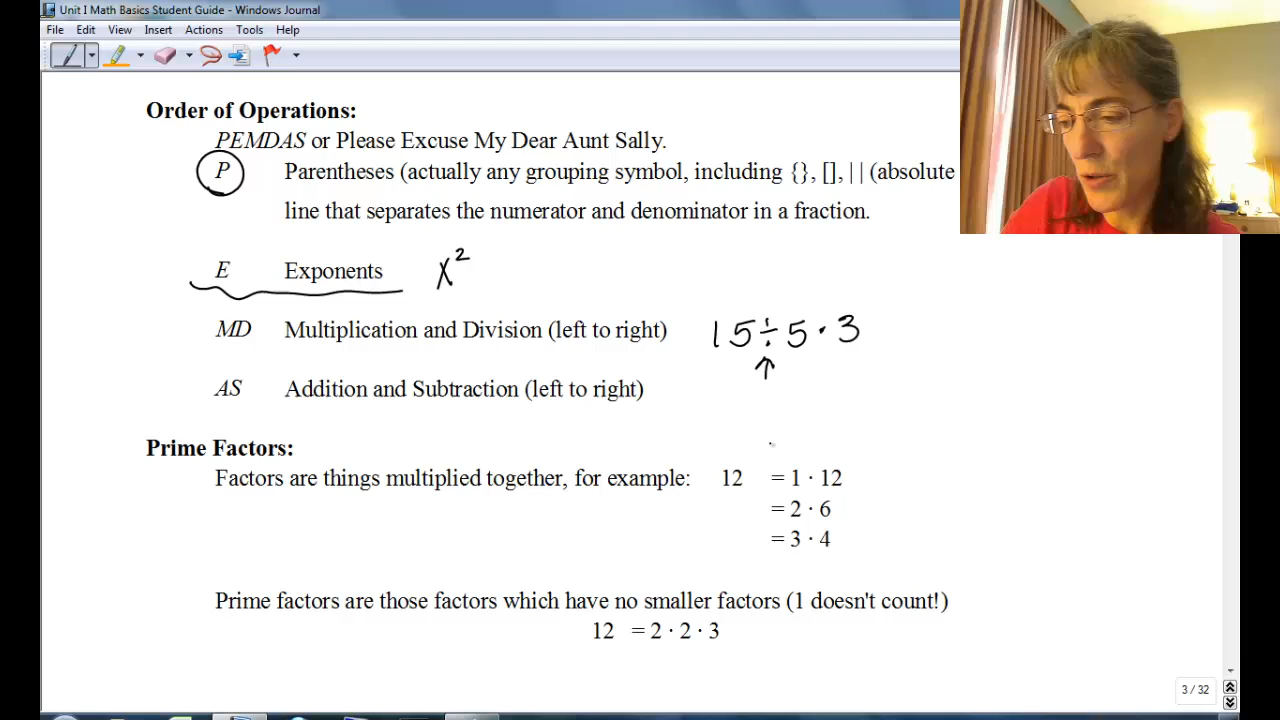 Unit I Math Basics Student Guide - Windows Journal
File Edit View Insert Actions Tools Help
Order of Operations:
PEMDAS or Please Excuse My Dear Aunt Sally.
P Parentheses (actually any grouping symbol, including {}, [], | | (absolute
line that separates the numerator and denominator in a fraction.
E Exponents x²
MD Multiplication and Division (left to right) 15÷5·3
AS Addition and Subtraction (left to right)
Prime Factors:
Factors are things multiplied together, for example: 12 = 1 · 12
= 2 · 6
= 3 · 4
Prime factors are those factors which have no smaller factors (1 doesn't count!)
12 = 2 · 2 · 3
3 / 32